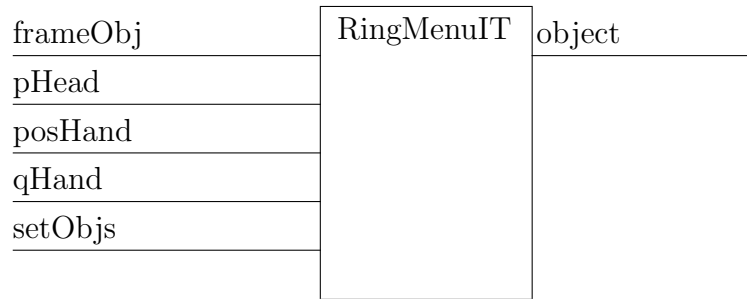 frameObj RingMenuIT object
pHead
posHand
qHand
setObjs